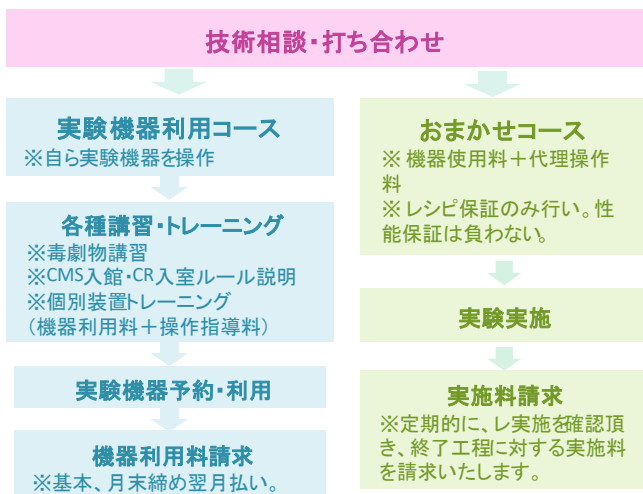 技術相談・打ち合わせ
実験機器利用コース
※自ら実験機器を操作
各種講習・トレーニング
※毒劇物講習
※CMS入館・CR入室ルール説明
※個別装置トレーニング
(機器利用料＋操作指導料)
実験機器予約・利用
機器利用料請求
※基本、月末締め翌月払い。
おまかせコース
※ 機器使用料＋代理操作
料
※レシピ保証のみ行い。性
能保証は負わない。
実験実施
実施料請求
※定期的に、レ実施を確認頂
き、終了工程に対する実施料
を請求いたします。